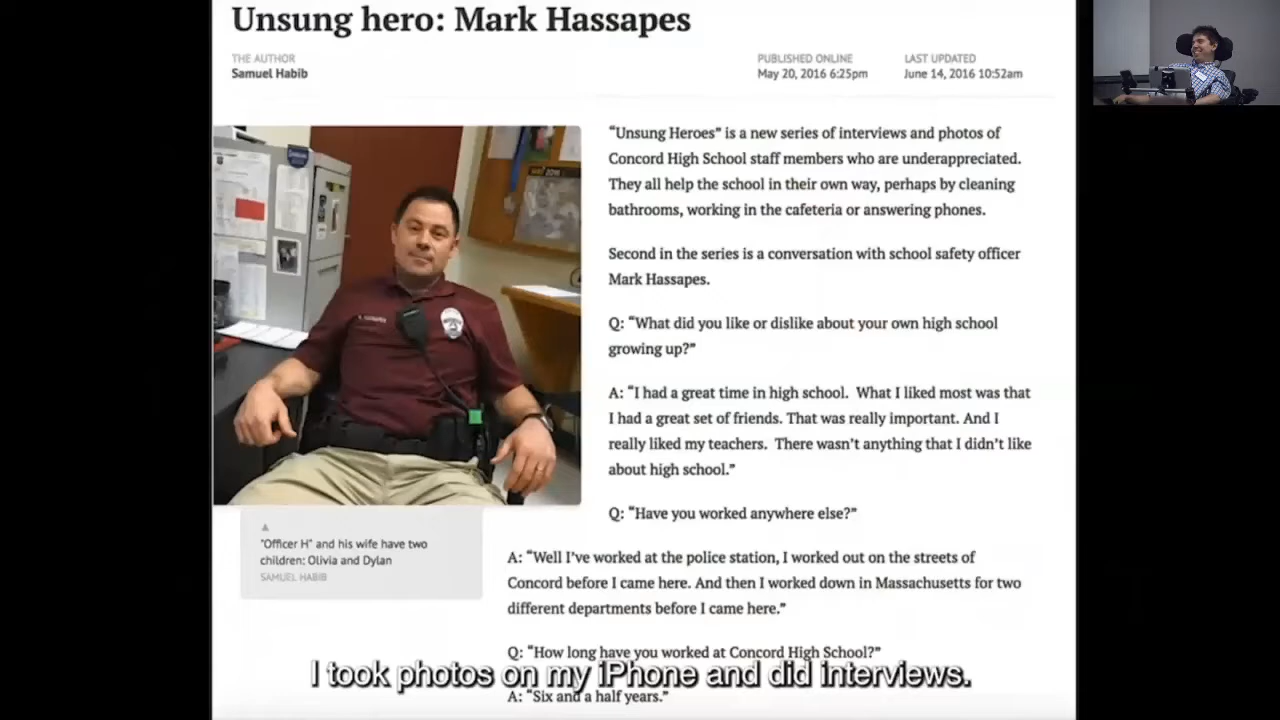 Unsung hero: Mark Hassapes
THE AUTHOR
Samuel Habib
PUBLISHED ONLINE
May 20, 2016 6:25pm
LAST UPDATED
June 14, 2016 10:52am
“Unsung Heroes” is a new series of interviews and photos of
Concord High School staff members who are underappreciated.
They all help the school in their own way, perhaps by cleaning
bathrooms, working in the cafeteria or answering phones.
Second in the series is a conversation with school safety officer
Mark Hassapes.
Q: “What did you like or dislike about your own high school
growing up?”
A: “I had a great time in high school.  What I liked most was that
I had a great set of friends. That was really important. And I
really liked my teachers.  There wasn’t anything that I didn’t like
about high school.”
Q: “Have you worked anywhere else?”
"Officer H" and his wife have two
children: Olivia and Dylan
SAMUEL HABIB
A: “Well I’ve worked at the police station, I worked out on the streets of
Concord before I came here. And then I worked down in Massachusetts for two
different departments before I came here.”
Q: “How long have you worked at Concord High School?”
I took photos on my iPhone and did interviews.
A: “Six and a half years.”